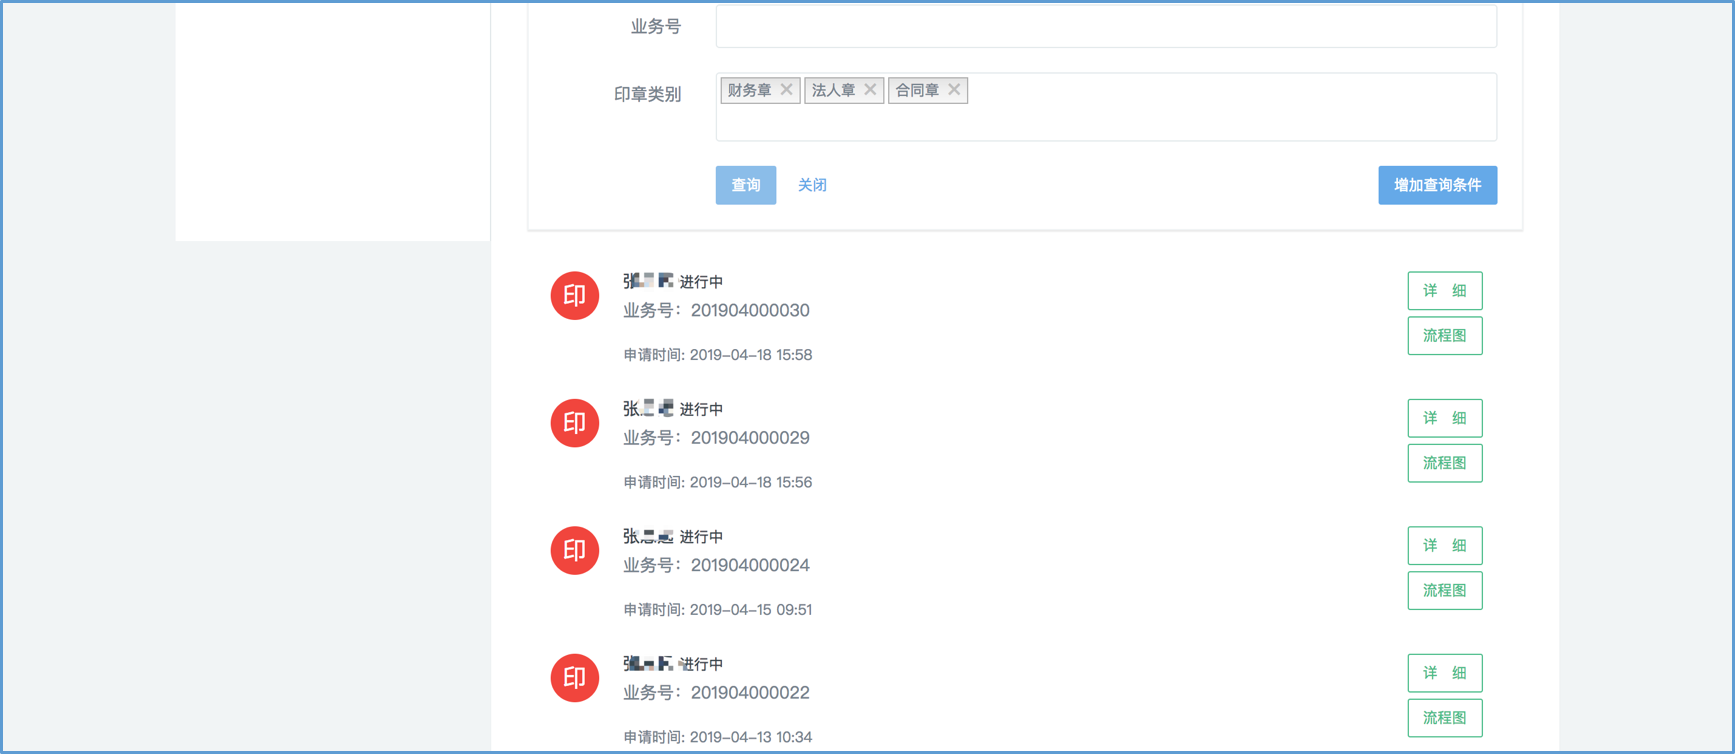 业务号
印章类别
财务章 × 法人章 × 合同章 ×
查询 关闭 增加查询条件
印 张 进行中 详 细
业务号：201904000030
流程图
申请时间: 2019-04-18 15:58
印 张 进行中 详 细
业务号：201904000029
流程图
申请时间: 2019-04-18 15:56
印 张 进行中 详 细
业务号：201904000024
流程图
申请时间: 2019-04-15 09:51
印 张 进行中 详 细
业务号：201904000022
流程图
申请时间: 2019-04-13 10:34